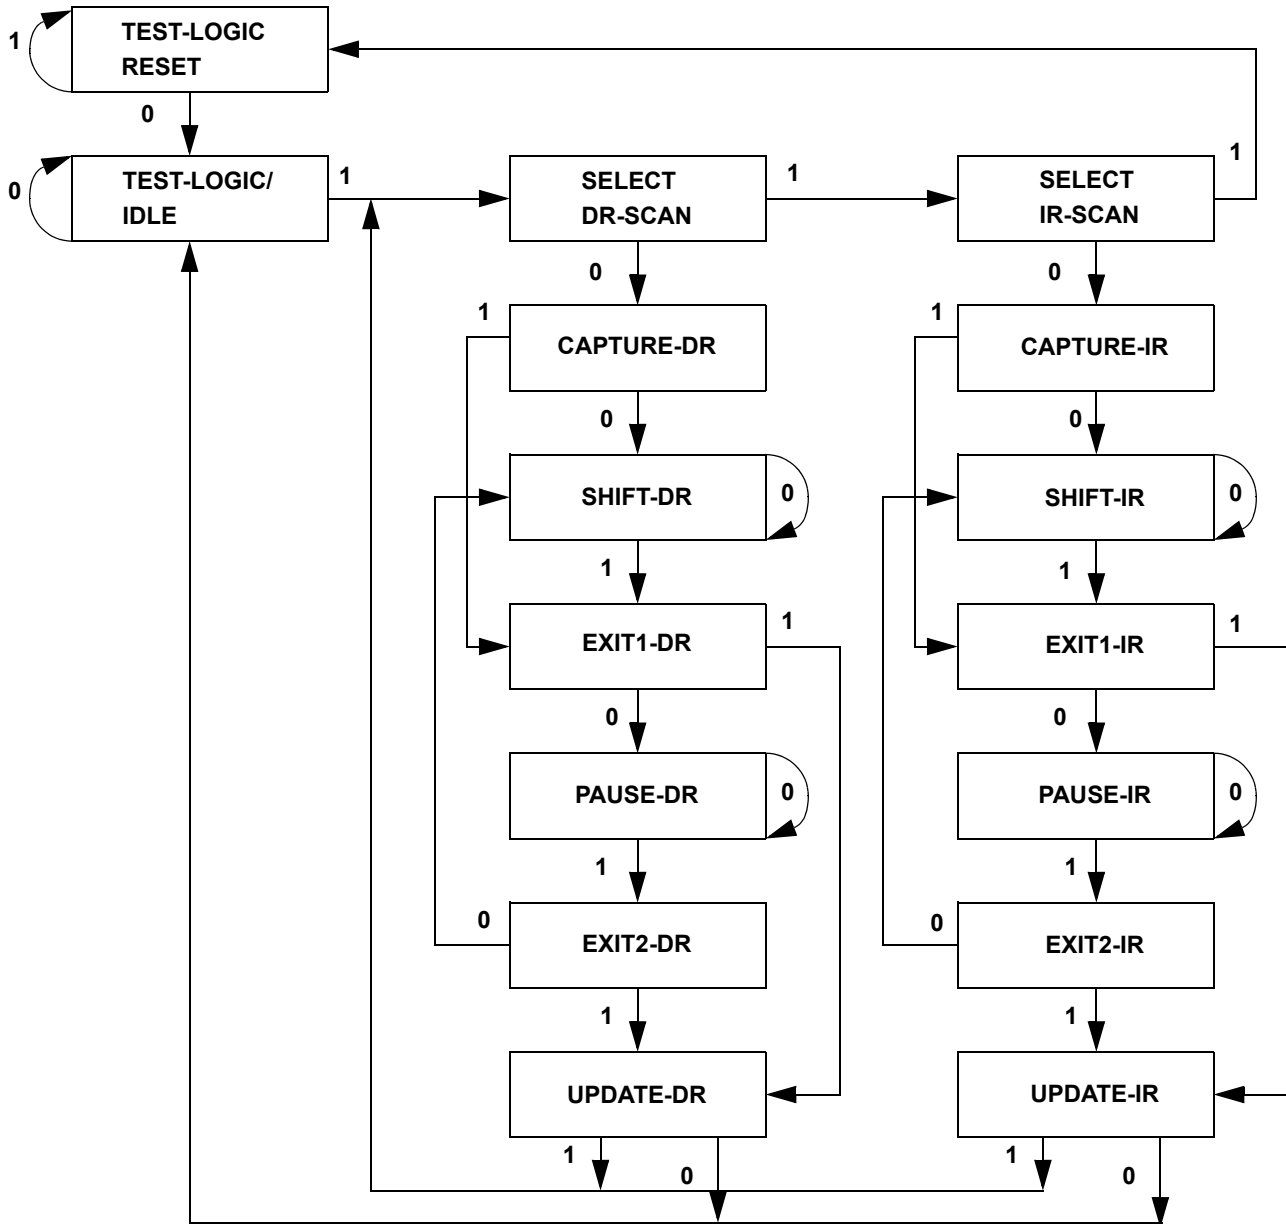 1
TEST-LOGIC
RESET
0
0
TEST-LOGIC/
IDLE
1
SELECT
DR-SCAN
1
SELECT
IR-SCAN
1
0
0
1
CAPTURE-DR
1
CAPTURE-IR
0
0
SHIFT-DR
0
SHIFT-IR
0
1
1
EXIT1-DR
1
EXIT1-IR
1
0
0
PAUSE-DR
0
PAUSE-IR
0
1
1
0
EXIT2-DR
0
EXIT2-IR
1
1
UPDATE-DR
UPDATE-IR
1
0
1
0